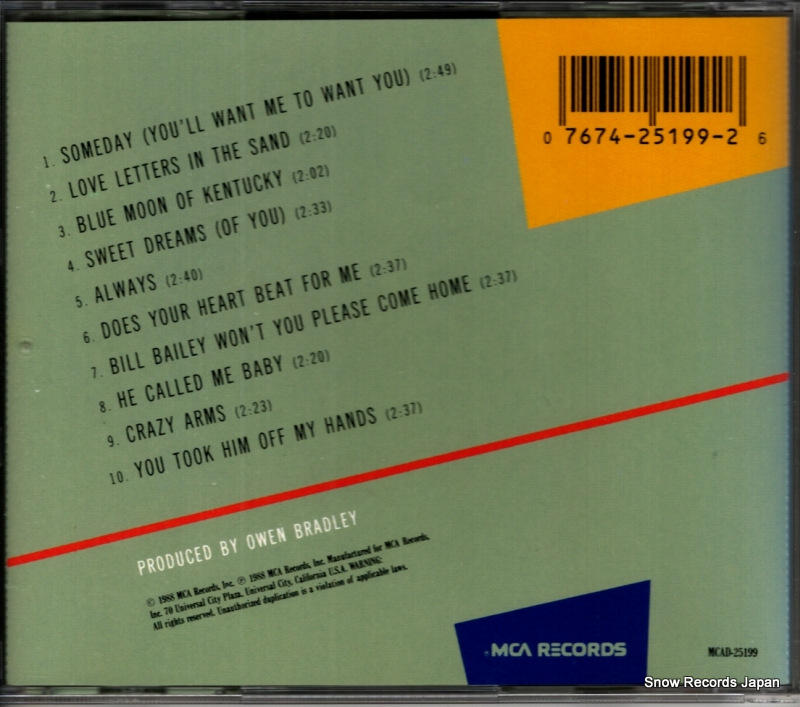 1. SOMEDAY (YOU'LL WANT ME TO WANT YOU) (2:49)
2. LOVE LETTERS IN THE SAND (2:20)
3. BLUE MOON OF KENTUCKY (2:02)
4. SWEET DREAMS (OF YOU) (2:33)
5. ALWAYS (2:40)
6. DOES YOUR HEART BEAT FOR ME (2:37)
7. BILL BAILEY WON'T YOU PLEASE COME HOME (2:37)
8. HE CALLED ME BABY (2:20)
9. CRAZY ARMS (2:23)
10. YOU TOOK HIM OFF MY HANDS (2:37)
0 7674-25199-2 6
PRODUCED BY OWEN BRADLEY
© 1988 MCA Records, Inc. ℗ 1988 MCA Records, Inc. Manufactured for MCA Records,
Inc. 70 Universal City Plaza, Universal City, California U.S.A. WARNING:
All rights reserved. Unauthorized duplication is a violation of applicable laws.
MCA RECORDS
MCAD-25199
Snow Records Japan